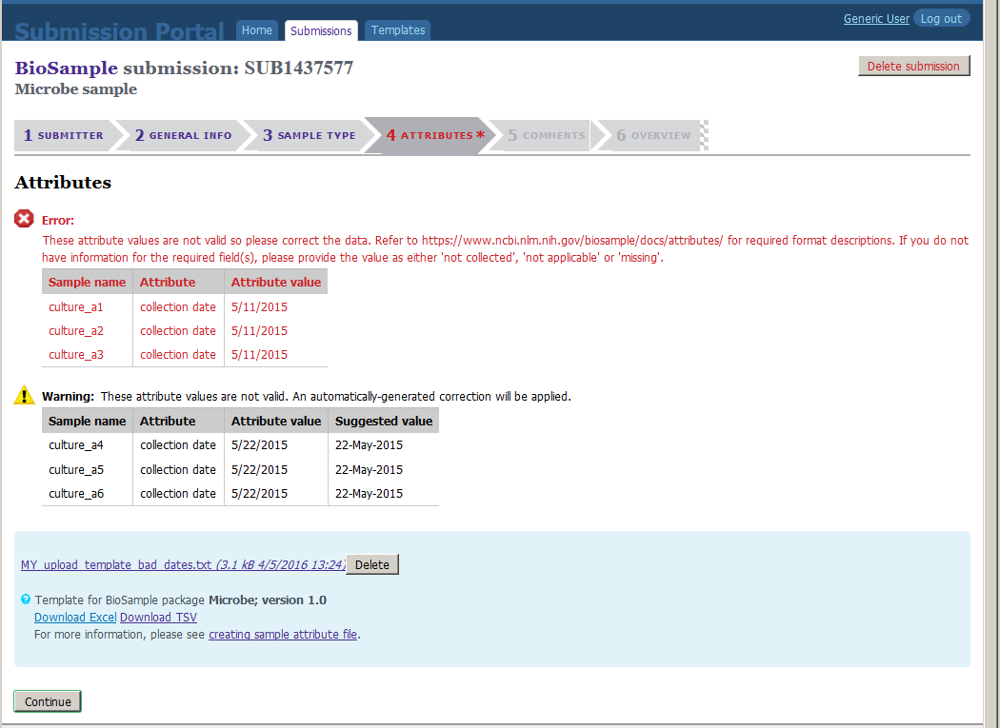 Submission Portal Home Submissions Templates Generic User Log out
BioSample submission: SUB1437577 Delete submission
Microbe sample
1 SUBMITTER 2 GENERAL INFO 3 SAMPLE TYPE 4 ATTRIBUTES * 5 COMMENTS 6 OVERVIEW
Attributes
Error:
These attribute values are not valid so please correct the data. Refer to https://www.ncbi.nlm.nih.gov/biosample/docs/attributes/ for required format descriptions. If you do not
have information for the required field(s), please provide the value as either 'not collected', 'not applicable' or 'missing'.
Sample name Attribute Attribute value
culture_a1 collection date 5/11/2015
culture_a2 collection date 5/11/2015
culture_a3 collection date 5/11/2015
Warning: These attribute values are not valid. An automatically-generated correction will be applied.
Sample name Attribute Attribute value Suggested value
culture_a4 collection date 5/22/2015 22-May-2015
culture_a5 collection date 5/22/2015 22-May-2015
culture_a6 collection date 5/22/2015 22-May-2015
MY_upload_template_bad_dates.txt (3.1 kB 4/5/2016 13:24) Delete
? Template for BioSample package Microbe; version 1.0
Download Excel Download TSV
For more information, please see creating sample attribute file.
Continue